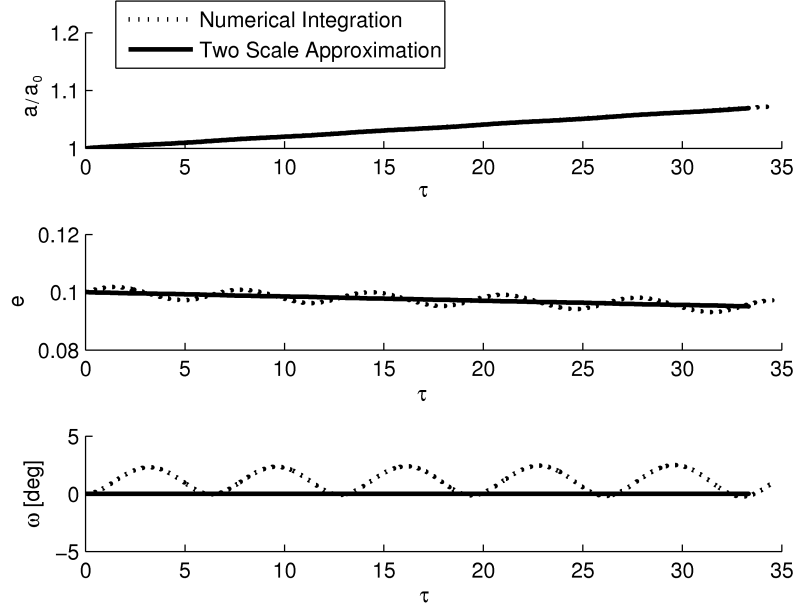 Numerical Integration
Two Scale Approximation
1.2
1.1
1
a/a₀
0 5 10 15 20 25 30 35
τ
0.12
0.1
0.08
e
0 5 10 15 20 25 30 35
τ
5
0
−5
ω [deg]
0 5 10 15 20 25 30 35
τ